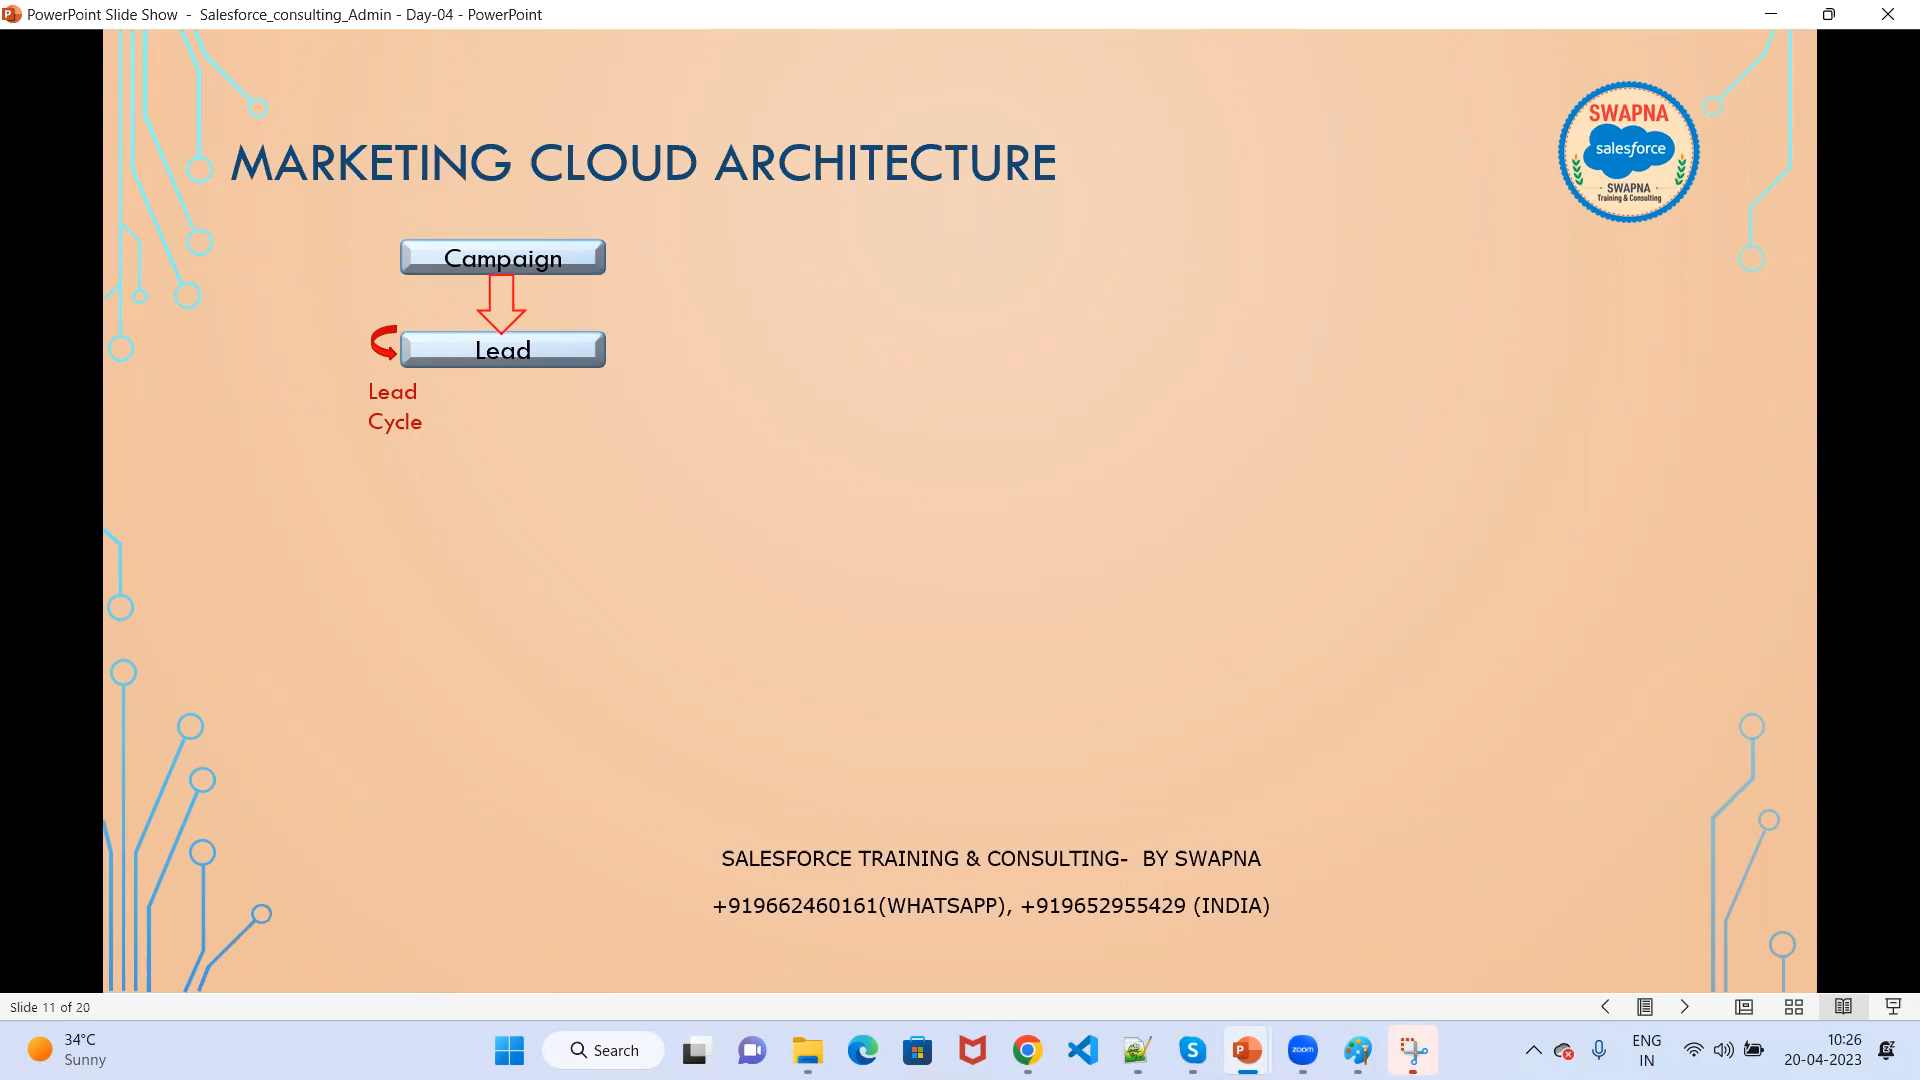 PowerPoint Slide Show - Salesforce_consulting_Admin - Day-04 - PowerPoint
SWAPNA
salesforce
SWAPNA
Training & Consulting
MARKETING CLOUD ARCHITECTURE
Campaign
Lead
Lead
Cycle
SALESFORCE TRAINING & CONSULTING- BY SWAPNA
+919662460161(WHATSAPP), +919652955429 (INDIA)
Slide 11 of 20
34°C
Sunny
Search
zoom
ENG
IN
10:26
20-04-2023